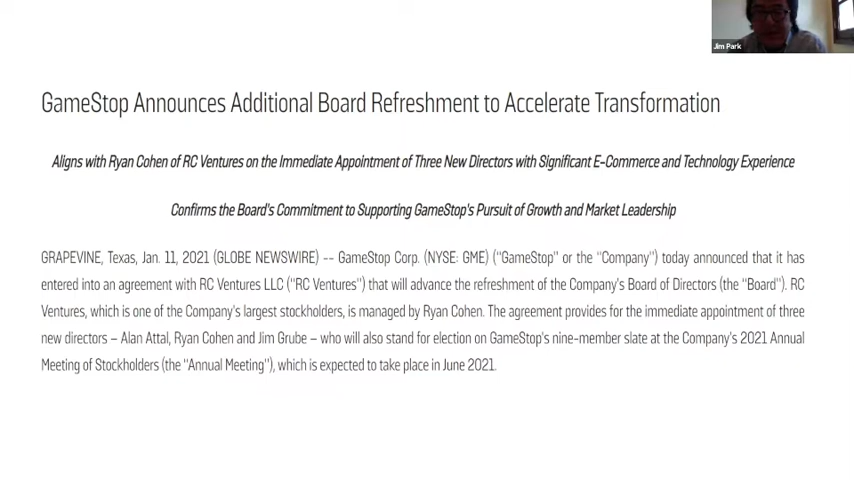 Jim Park
GameStop Announces Additional Board Refreshment to Accelerate Transformation
Aligns with Ryan Cohen of RC Ventures on the Immediate Appointment of Three New Directors with Significant E-Commerce and Technology Experience
Confirms the Board's Commitment to Supporting GameStop's Pursuit of Growth and Market Leadership
GRAPEVINE, Texas, Jan. 11, 2021 (GLOBE NEWSWIRE) -- GameStop Corp. (NYSE: GME) ("GameStop" or the "Company") today announced that it has
entered into an agreement with RC Ventures LLC ("RC Ventures") that will advance the refreshment of the Company's Board of Directors (the "Board"). RC
Ventures, which is one of the Company's largest stockholders, is managed by Ryan Cohen. The agreement provides for the immediate appointment of three
new directors – Alan Attal, Ryan Cohen and Jim Grube – who will also stand for election on GameStop's nine-member slate at the Company's 2021 Annual
Meeting of Stockholders (the "Annual Meeting"), which is expected to take place in June 2021.